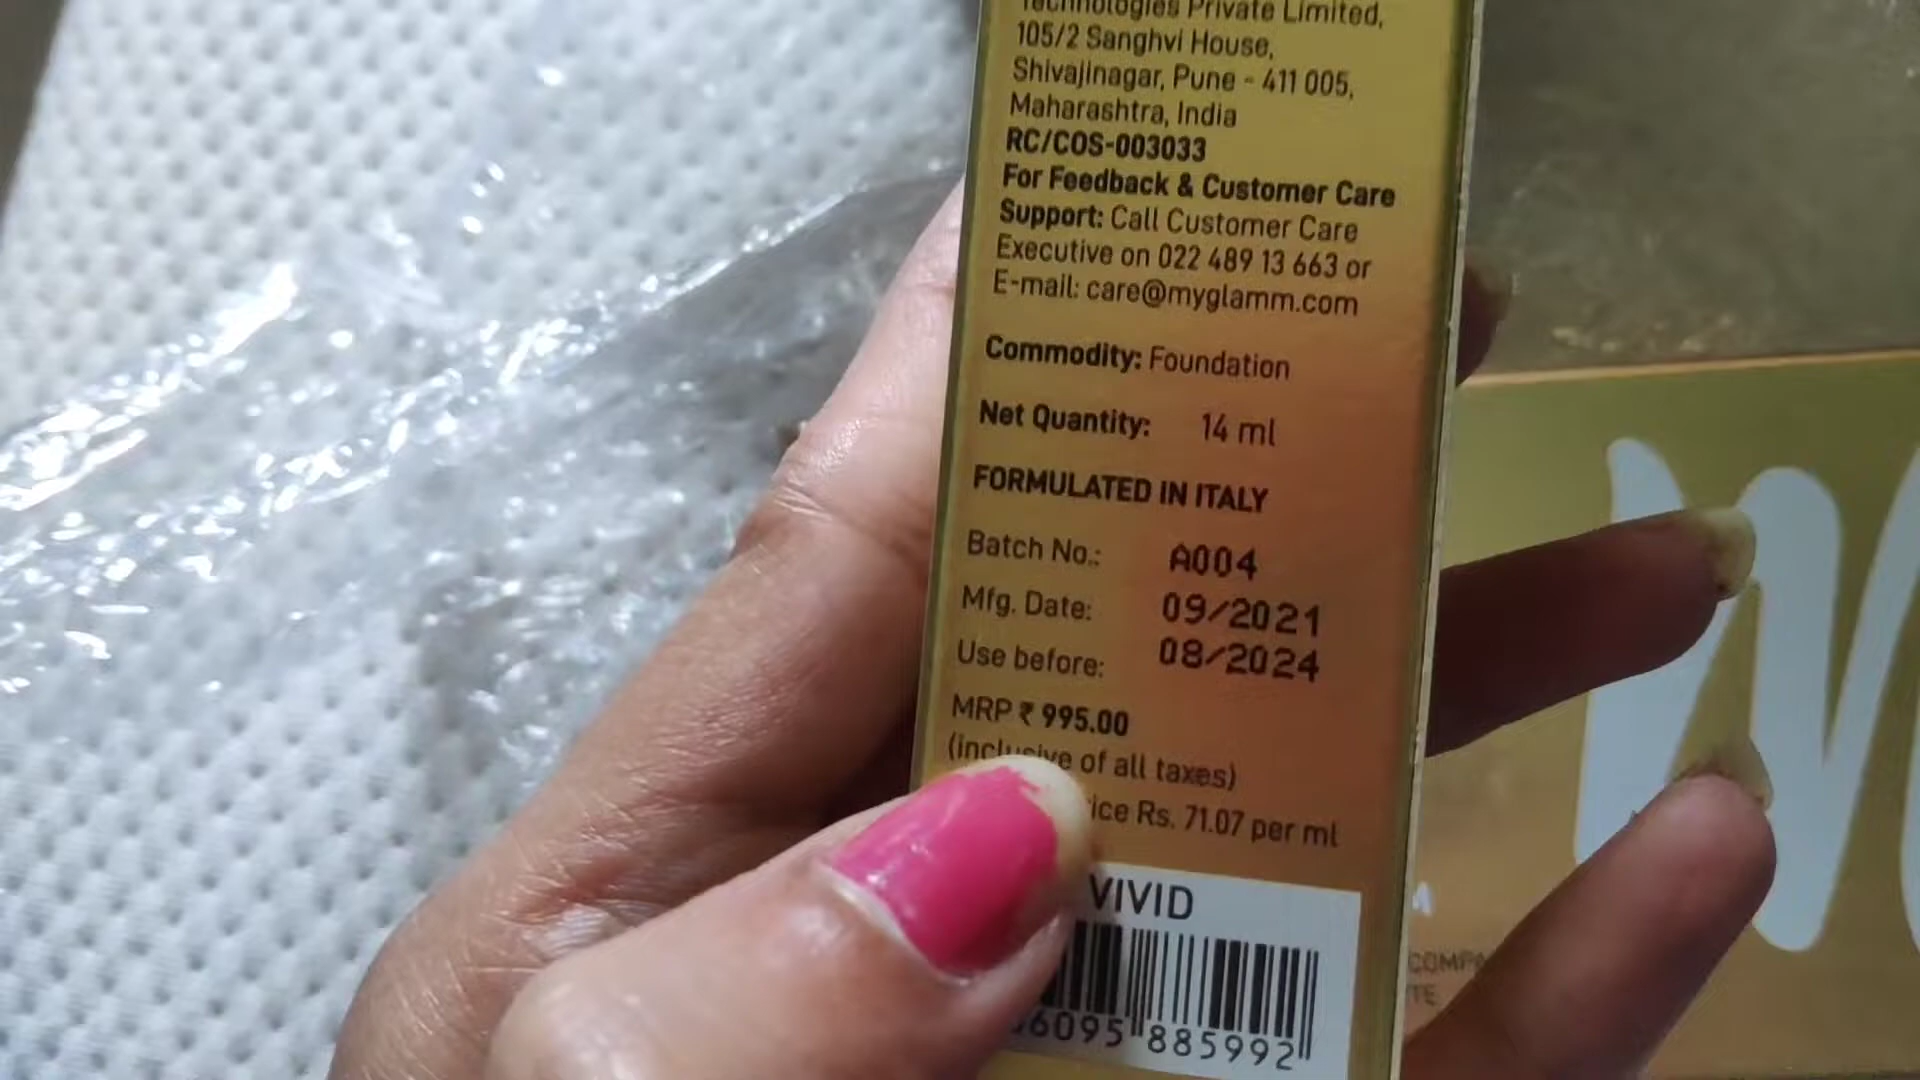 Technologies Private Limited,
105/2 Sanghvi House,
Shivajinagar, Pune - 411 005,
Maharashtra, India
RC/COS-003033
For Feedback & Customer Care
Support: Call Customer Care
Executive on 022 489 13 663 or
E-mail: care@myglamm.com
Commodity: Foundation
Net Quantity: 14 ml
FORMULATED IN ITALY
Batch No.: A004
Mfg. Date: 09/2021
Use before: 08/2024
MRP ₹ 995.00
(inclusive of all taxes)
Rs. 71.07 per ml
VIVID
6095 885992